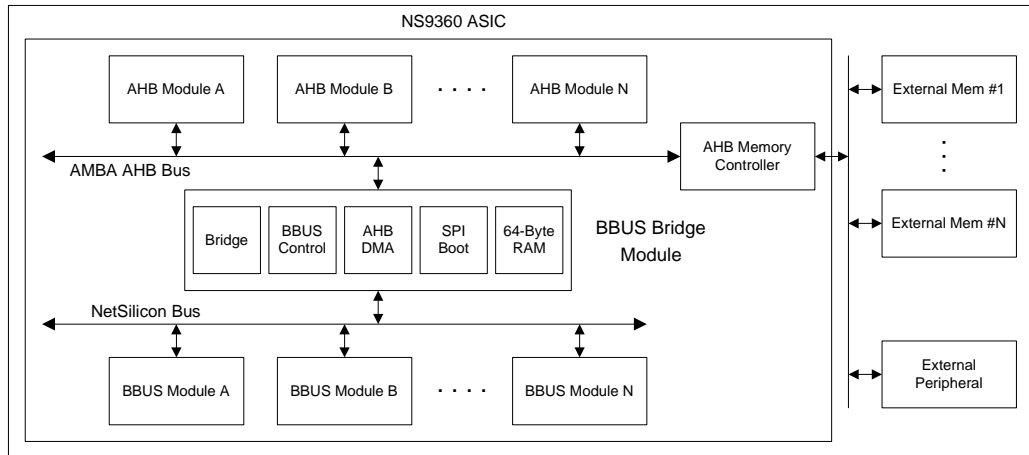 NS9360 ASIC
AHB Module A
AHB Module B
. . . .
AHB Module N
External Mem #1
AHB Memory
Controller
AMBA AHB Bus
.
.
.
Bridge
BBUS
Control
AHB
DMA
SPI
Boot
64-Byte
RAM
BBUS Bridge
Module
External Mem #N
NetSilicon Bus
BBUS Module A
BBUS Module B
. . . .
BBUS Module N
External
Peripheral